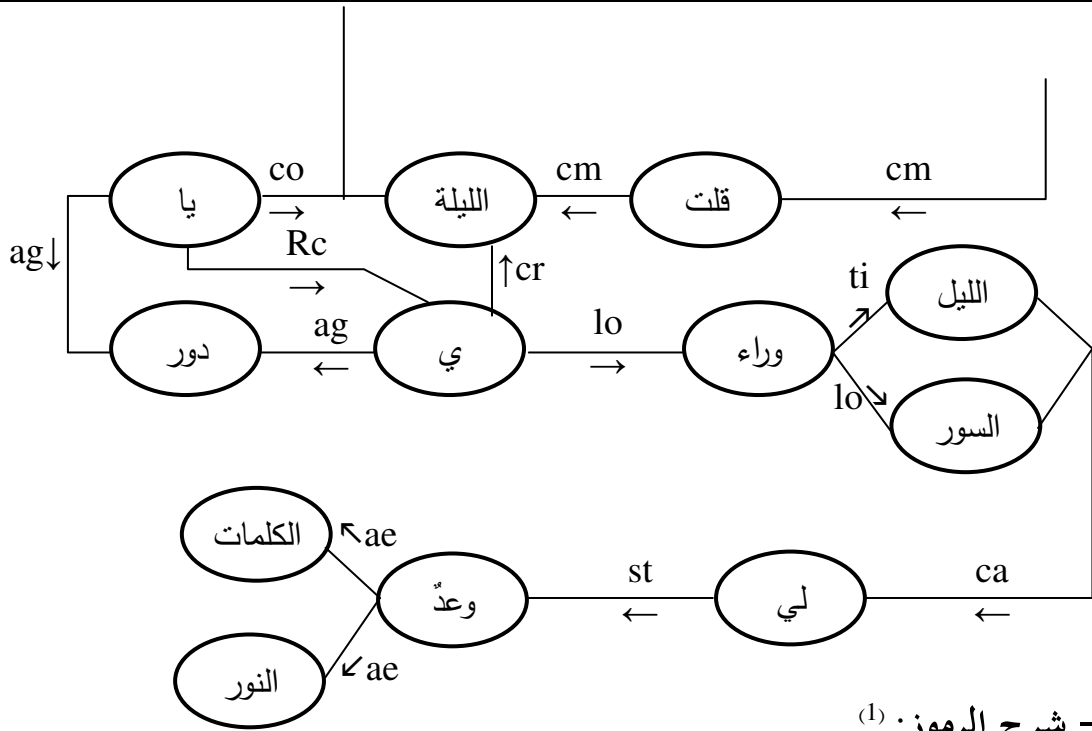 cm قلت cm الليلة co يا
← ← →
ag↓ Rc → ↑cr
الليل ti ↗
وراء lo → ي ag ← دور
السور lo↘
الكلمات ↖ae
ca ← لي st ← وعدٌ
النور ↙ae
- شرح الرموز: (1)